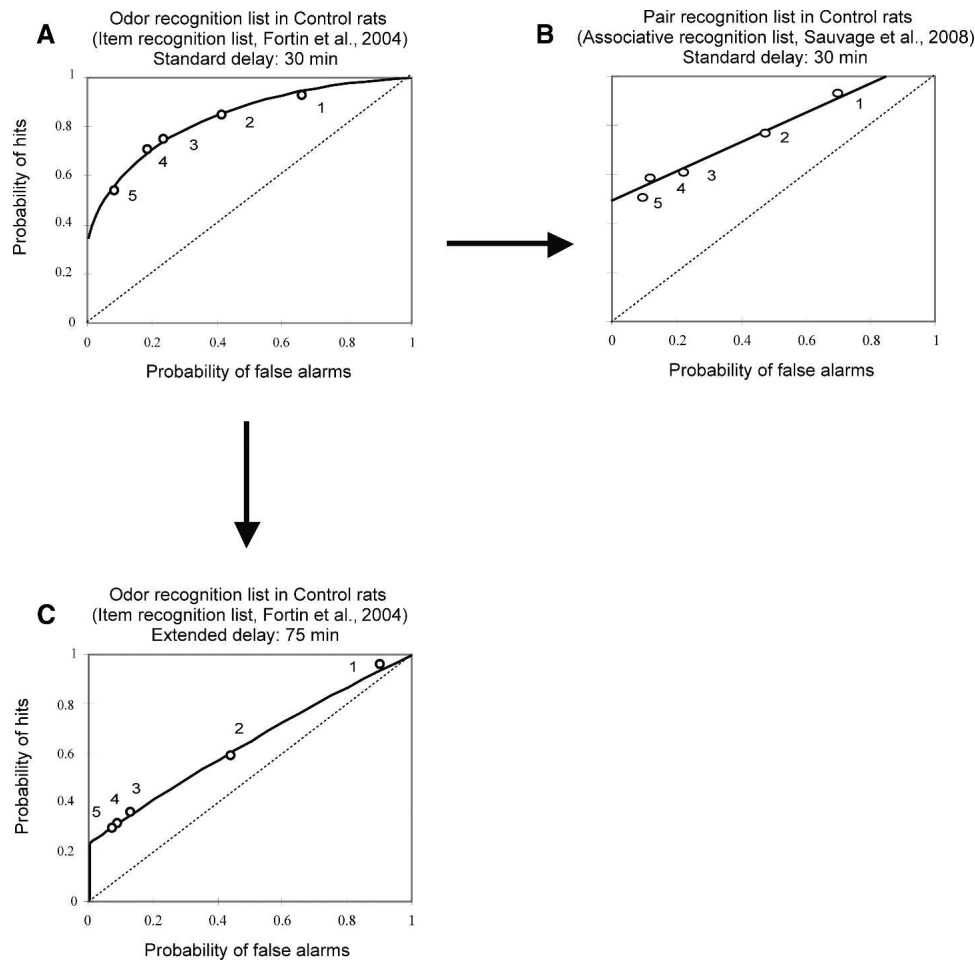 A
Odor recognition list in Control rats
(Item recognition list, Fortin et al., 2004)
Standard delay: 30 min
Probability of hits
1
0.8
0.6
0.4
0.2
0
1
2
3
4
5
0 0.2 0.4 0.6 0.8 1
Probability of false alarms
B
Pair recognition list in Control rats
(Associative recognition list, Sauvage et al., 2008)
Standard delay: 30 min
1
2
3
4
5
0 0.2 0.4 0.6 0.8 1
Probability of false alarms
C
Odor recognition list in Control rats
(Item recognition list, Fortin et al., 2004)
Extended delay: 75 min
Probability of hits
1
0.8
0.6
0.4
0.2
0
1
2
3
4
5
0 0.2 0.4 0.6 0.8 1
Probability of false alarms